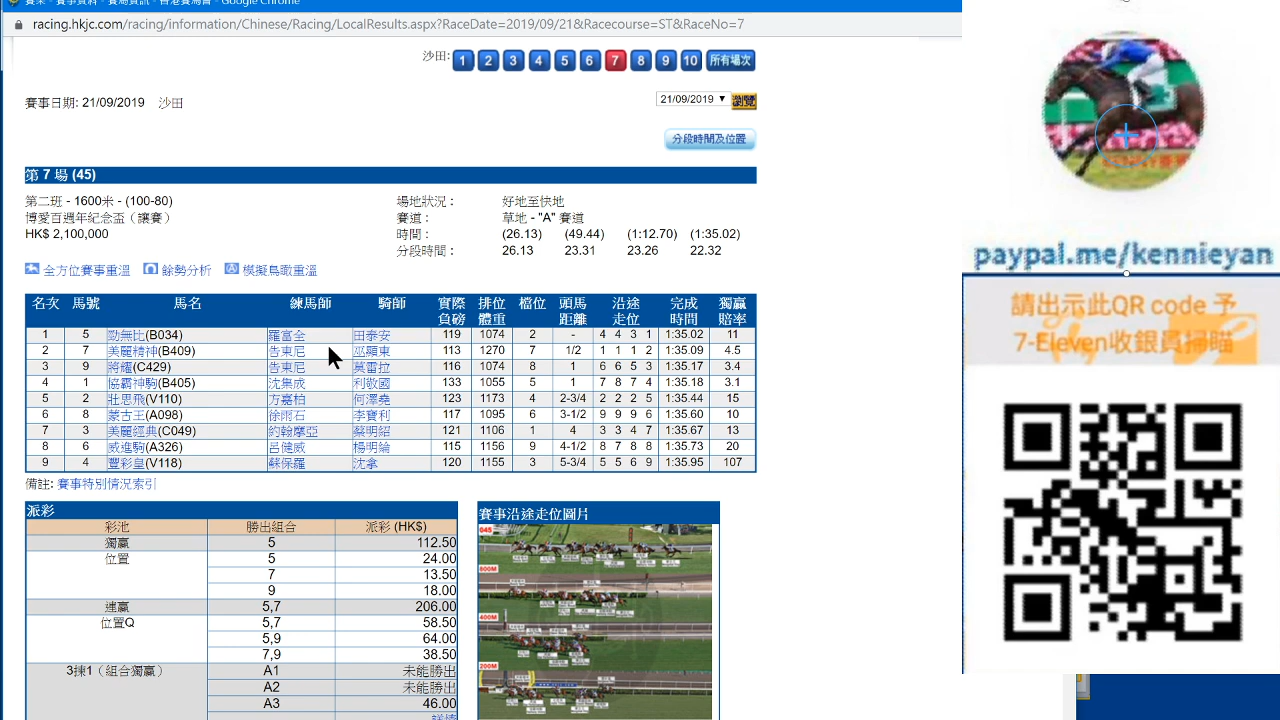 racing.hkjc.com/racing/information/Chinese/Racing/LocalResults.aspx?RaceDate=2019/09/21&Racecourse=ST&RaceNo=7
沙田: 1 2 3 4 5 6 7 8 9 10 所有場次
賽事日期: 21/09/2019 沙田
21/09/2019 ▼ 瀏覽
分段時間及位置
第 7 場 (45)
第二班 - 1600米 - (100-80) 場地狀況 : 好地至快地
博愛百週年紀念盃（讓賽） 賽道 : 草地 - "A" 賽道
HK$ 2,100,000 時間 : (26.13) (49.44) (1:12.70) (1:35.02)
分段時間 : 26.13 23.31 23.26 22.32
全方位賽事重溫 餘勢分析 模擬鳥瞰重溫
名次 馬號 馬名 練馬師 騎師 實際負磅 排位體重 檔位 頭馬距離 沿途走位 完成時間 獨贏賠率
1 5 勁無比(B034) 羅富全 田泰安 119 1074 2 - 4 4 3 1 1:35.02 11
2 7 美麗精神(B409) 告東尼 巫顯東 113 1270 7 1/2 1 1 1 2 1:35.09 4.5
3 9 將耀(C429) 告東尼 莫雷拉 116 1074 8 1 6 6 5 3 1:35.17 3.4
4 1 協霸神駒(B405) 沈集成 利敬國 133 1055 5 1 7 8 7 4 1:35.18 3.1
5 2 壯思飛(V110) 方嘉柏 何澤堯 123 1173 4 2-3/4 2 2 2 5 1:35.44 15
6 8 蒙古王(A098) 徐雨石 李寶利 117 1095 6 3-1/2 9 9 9 6 1:35.60 10
7 3 美麗經典(C049) 約翰摩亞 蔡明紹 121 1106 1 4 3 3 4 7 1:35.67 13
8 6 威進駒(A326) 呂健威 楊明綸 115 1156 9 4-1/2 8 7 8 8 1:35.73 20
9 4 豐彩皇(V118) 蘇保羅 沈拿 120 1155 3 5-3/4 5 5 6 9 1:35.95 107
備註: 賽事特別情況索引
派彩
彩池 勝出組合 派彩 (HK$)
獨贏 5 112.50
位置 5 24.00
7 13.50
9 18.00
連贏 5,7 206.00
位置Q 5,7 58.50
64.00
7,9 38.50
3揀1（組合獨贏） A1 未能勝出
A2 未能勝出
A3 46.00
賽事沿途走位圖片
045
600M
400M
200M
paypal.me/kennieyan
請出示此QR code 予
7-Eleven收銀員掃瞄